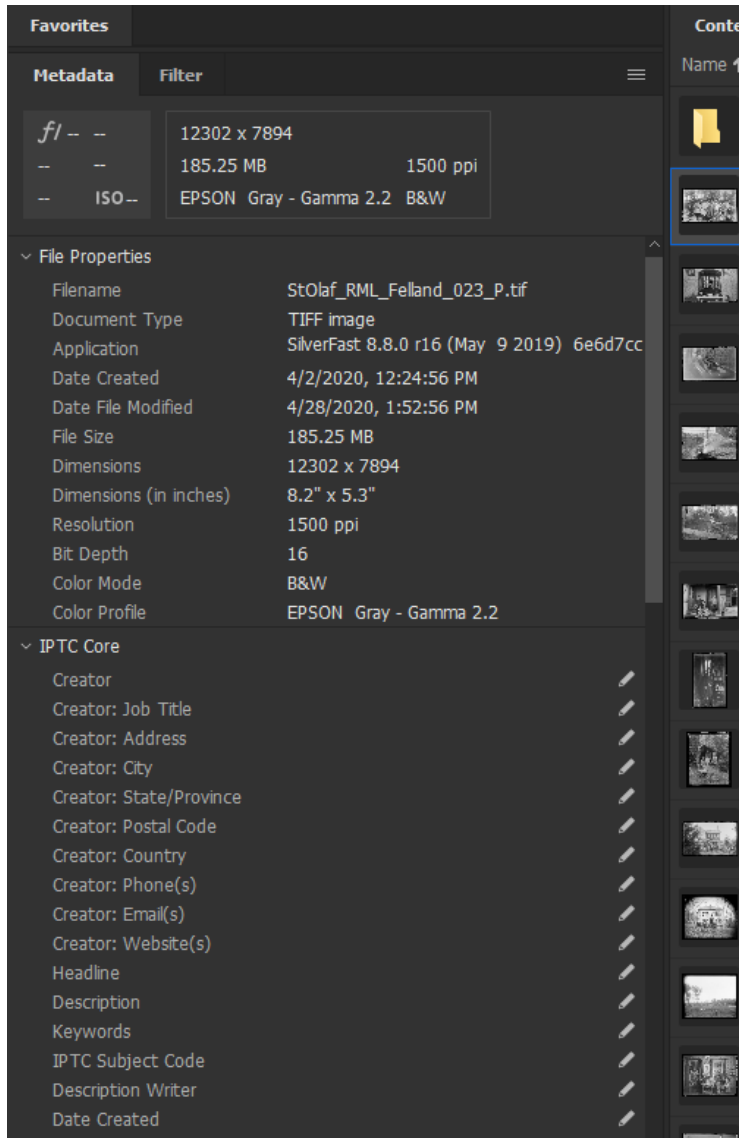 Favorites
Metadata Filter
f/ -- --
-- --
-- ISO --
12302 x 7894
185.25 MB 1500 ppi
EPSON Gray - Gamma 2.2 B&W
File Properties
Filename StOlaf_RML_Felland_023_P.tif
Document Type TIFF image
Application SilverFast 8.8.0 r16 (May 9 2019) 6e6d7cc
Date Created 4/2/2020, 12:24:56 PM
Date File Modified 4/28/2020, 1:52:56 PM
File Size 185.25 MB
Dimensions 12302 x 7894
Dimensions (in inches) 8.2" x 5.3"
Resolution 1500 ppi
Bit Depth 16
Color Mode B&W
Color Profile EPSON Gray - Gamma 2.2
IPTC Core
Creator
Creator: Job Title
Creator: Address
Creator: City
Creator: State/Province
Creator: Postal Code
Creator: Country
Creator: Phone(s)
Creator: Email(s)
Creator: Website(s)
Headline
Description
Keywords
IPTC Subject Code
Description Writer
Date Created
Conte
Name